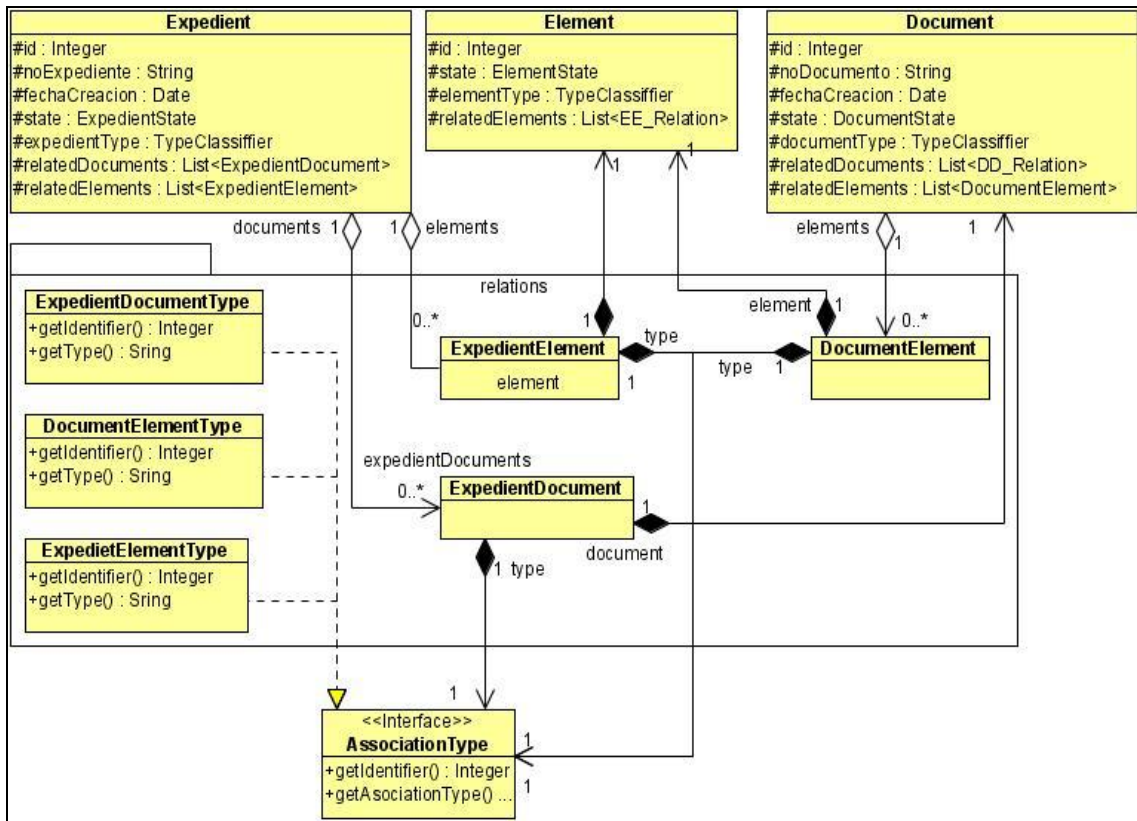 Expedient
#id : Integer
#noExpediente : String
#fechaCreacion : Date
#state : ExpedientState
#expedientType : TypeClassiffier
#relatedDocuments : List<ExpedientDocument>
#relatedElements : List<ExpedientElement>
Element
#id : Integer
#state : ElementState
#elementType : TypeClassiffier
#relatedElements : List<EE_Relation>
Document
#id : Integer
#noDocumento : String
#fechaCreacion : Date
#state : DocumentState
#documentType : TypeClassiffier
#relatedDocuments : List<DD_Relation>
#relatedElements : List<DocumentElement>
1
1
documents 1
1 elements
elements
1
1
relations
element
1
1
0..*
0..*
type
type
1
1
ExpedientDocumentType
+getIdentifier() : Integer
+getType() : Sring
ExpedientElement
element
DocumentElement
DocumentElementType
+getIdentifier() : Integer
+getType() : Sring
expedientDocuments
0..*
ExpedientDocument
1
document
1 type
ExpedietElementType
+getIdentifier() : Integer
+getType() : Sring
1
<<Interface>>
AssociationType
+getIdentifier() : Integer
+getAsociationType() ...
1
1